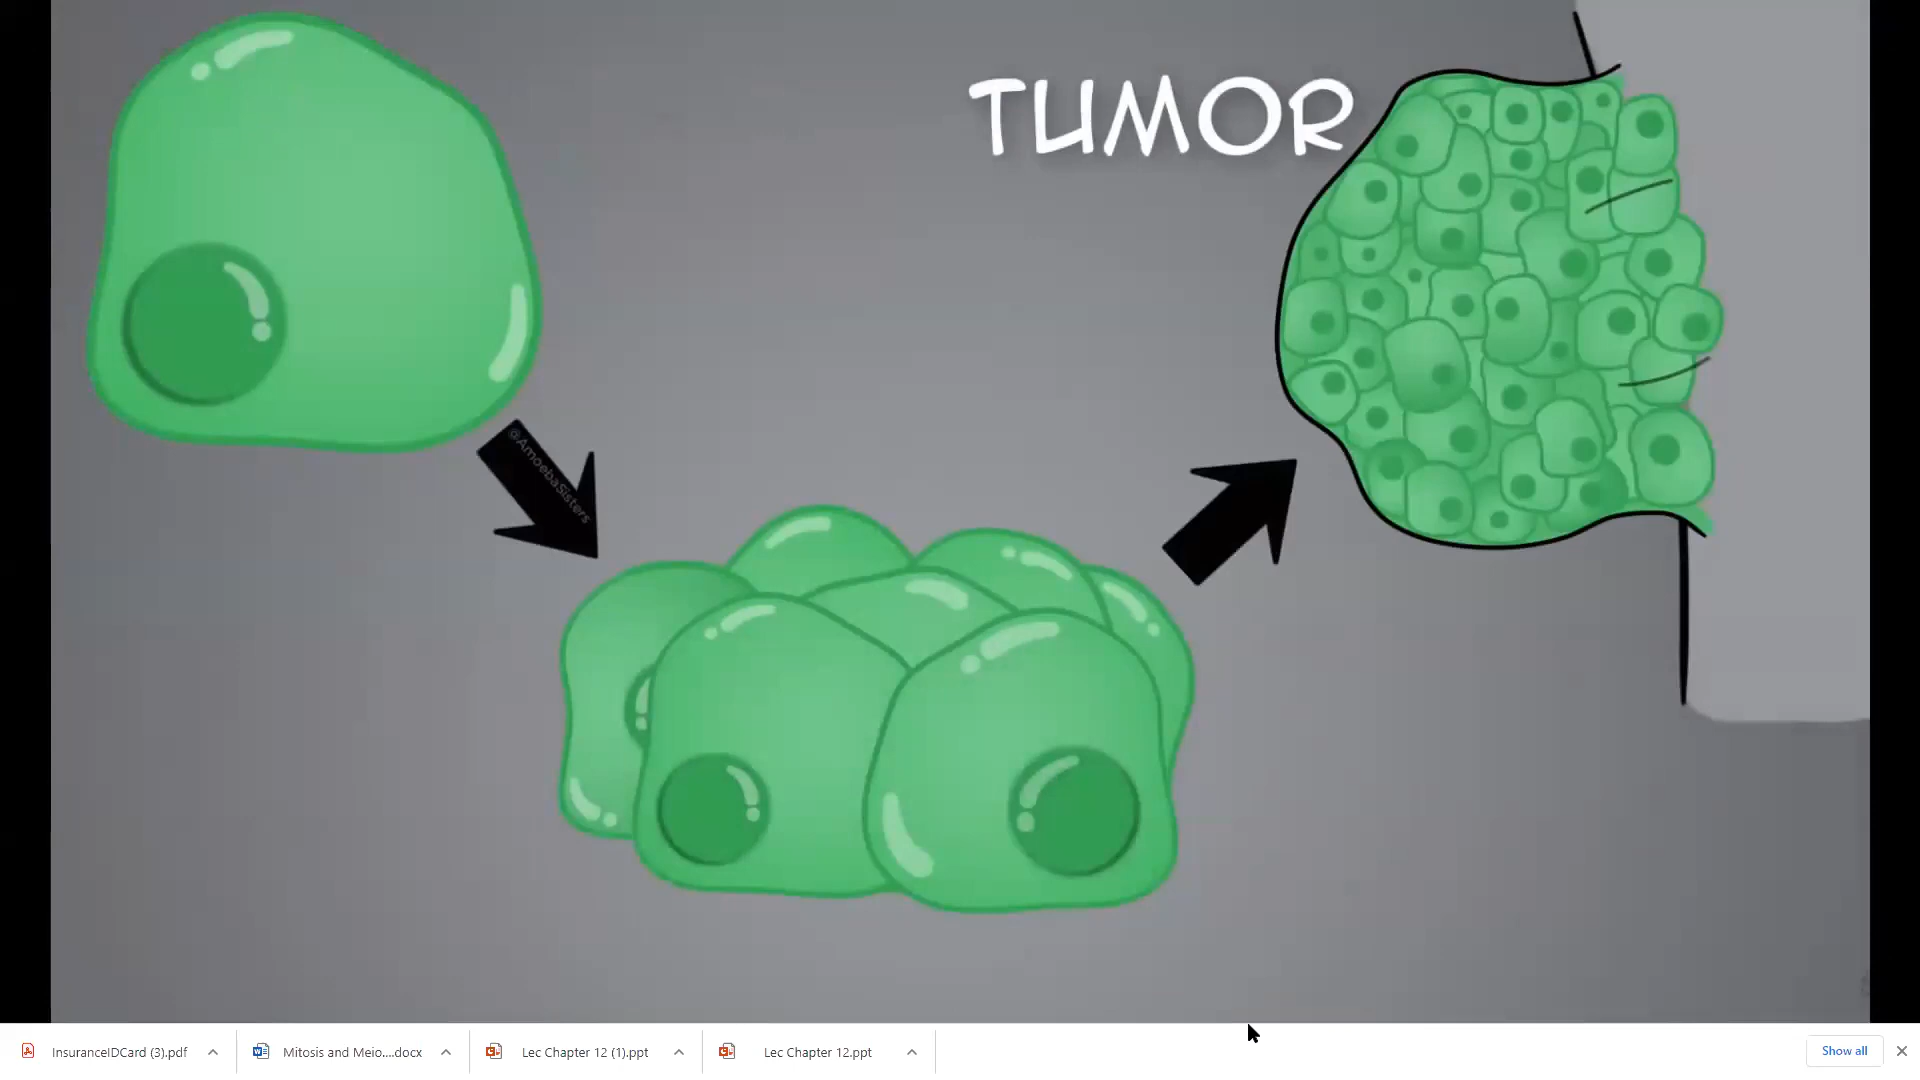 TUMOR
@AmoebaSisters
InsuranceIDCard (3).pdf
Mitosis and Meio....docx
Lec Chapter 12 (1).ppt
Lec Chapter 12.ppt
Show all